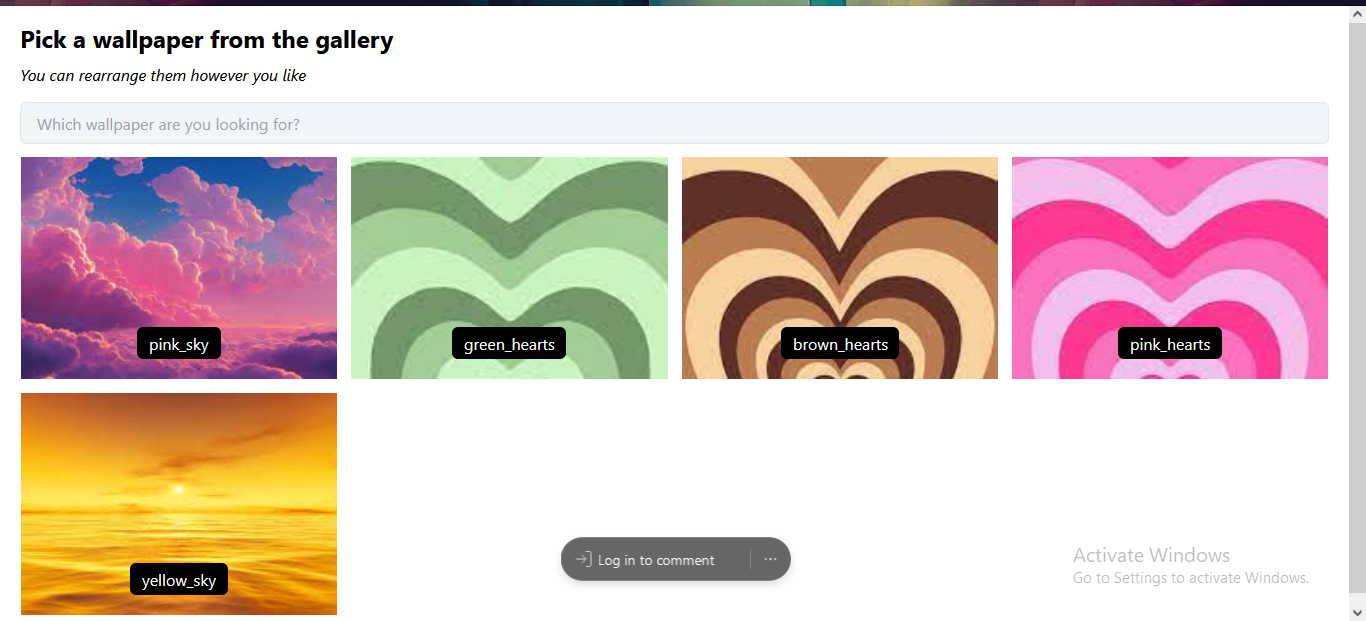 Pick a wallpaper from the gallery
You can rearrange them however you like
Which wallpaper are you looking for?
pink_sky
green_hearts
brown_hearts
pink_hearts
yellow_sky
Log in to comment
Activate Windows
Go to Settings to activate Windows.